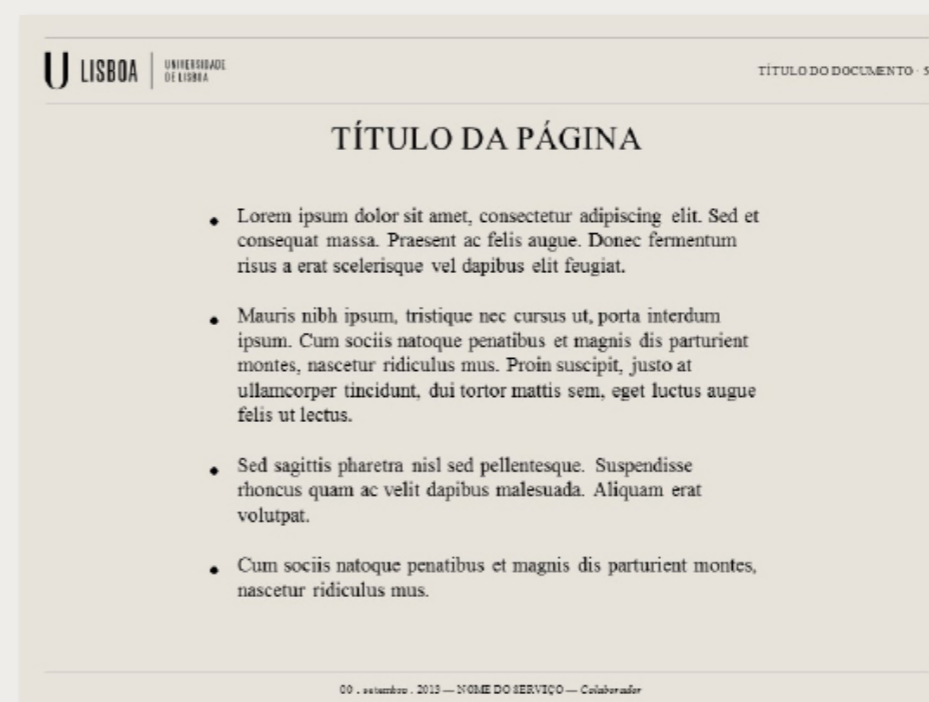 U LISBOA | UNIVERSIDADE
DE LISBOA
TÍTULO DO DOCUMENTO · 5
TÍTULO DA PÁGINA
• Lorem ipsum dolor sit amet, consectetur adipiscing elit. Sed et
consequat massa. Praesent ac felis augue. Donec fermentum
risus a erat scelerisque vel dapibus elit feugiat.
• Mauris nibh ipsum, tristique nec cursus ut, porta interdum
ipsum. Cum sociis natoque penatibus et magnis dis parturient
montes, nascetur ridiculus mus. Proin suscipit, justo at
ullamcorper tincidunt, dui tortor mattis sem, eget luctus augue
felis ut lectus.
• Sed sagittis pharetra nisl sed pellentesque. Suspendisse
rhoncus quam ac velit dapibus malesuada. Aliquam erat
volutpat.
• Cum sociis natoque penatibus et magnis dis parturient montes,
nascetur ridiculus mus.
00 . setembro . 2013 — NOME DO SERVIÇO — Colaborador